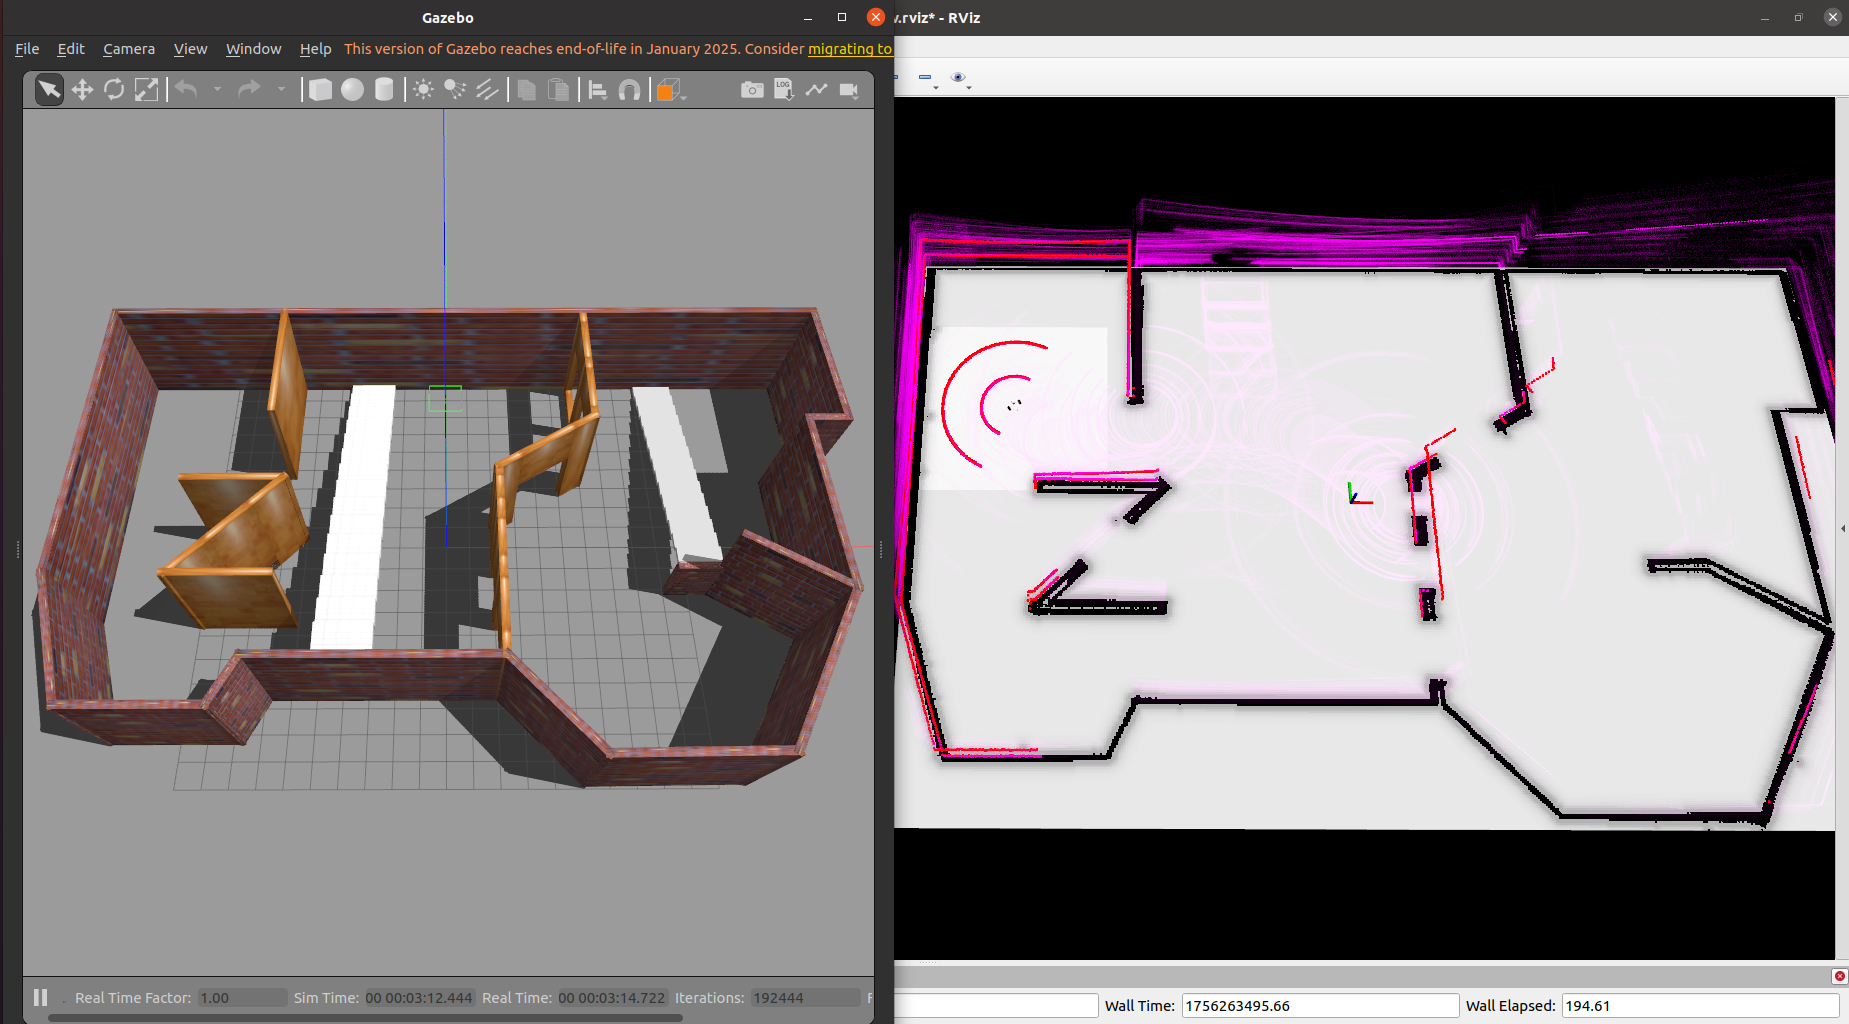 Gazebo
v.rviz* - RViz
File Edit Camera View Window Help This version of Gazebo reaches end-of-life in January 2025. Consider migrating to
LOG
Real Time Factor: 1.00 Sim Time: 00 00:03:12.444 Real Time: 00 00:03:14.722 Iterations: 192444 F
Wall Time: 1756263495.66 Wall Elapsed: 194.61